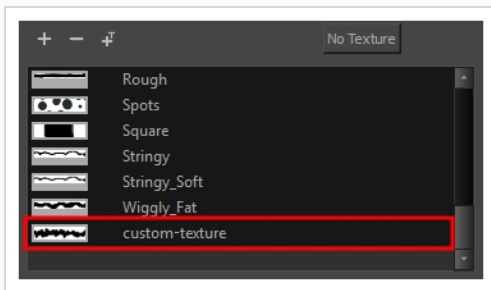 No Texture
Rough
Spots
Square
Stringy
Stringy_Soft
Wiggly_Fat
custom-texture